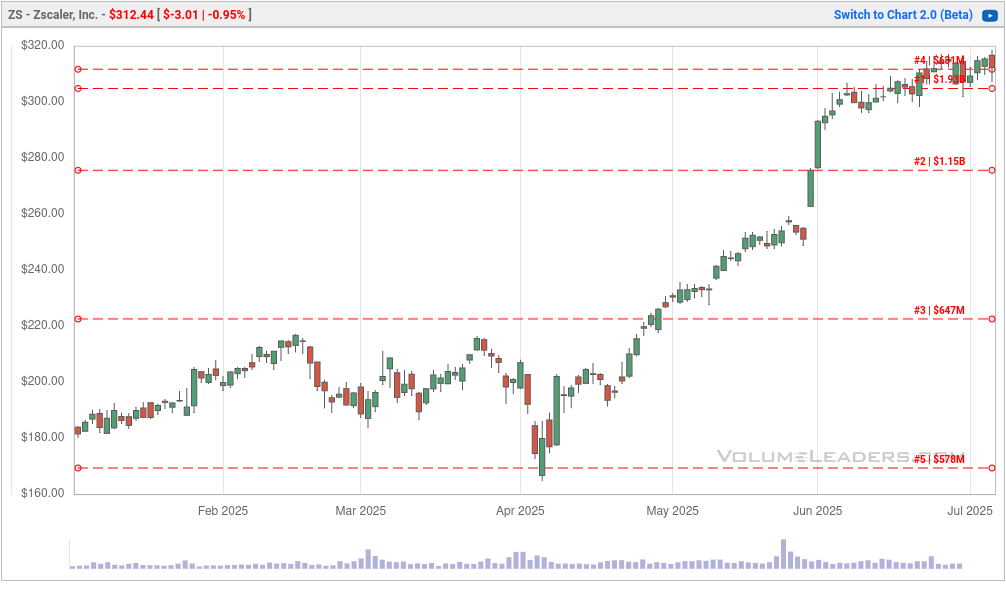 ZS - Zscaler, Inc. - $312.44 [ $-3.01 | -0.95% ]
Switch to Chart 2.0 (Beta)
$320.00
#4 | $631M
#1 | $1.93B
$300.00
$280.00
#2 | $1.15B
$260.00
$240.00
#3 | $647M
$220.00
$200.00
$180.00
VOLUMELEADERS.COM
#5 | $578M
$160.00
Feb 2025
Mar 2025
Apr 2025
May 2025
Jun 2025
Jul 2025